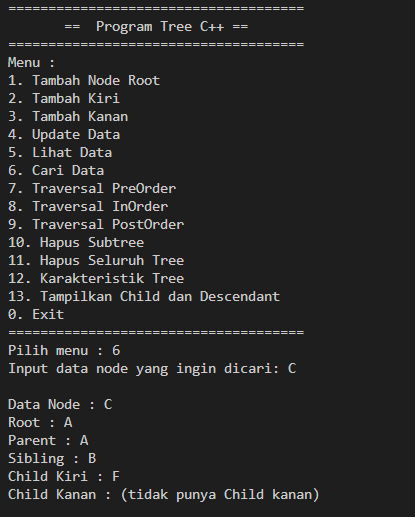 =====================================
== Program Tree C++ ==
=====================================
Menu :
1. Tambah Node Root
2. Tambah Kiri
3. Tambah Kanan
4. Update Data
5. Lihat Data
6. Cari Data
7. Traversal PreOrder
8. Traversal InOrder
9. Traversal PostOrder
10. Hapus Subtree
11. Hapus Seluruh Tree
12. Karakteristik Tree
13. Tampilkan Child dan Descendant
0. Exit
=====================================
Pilih menu : 6
Input data node yang ingin dicari: C

Data Node : C
Root : A
Parent : A
Sibling : B
Child Kiri : F
Child Kanan : (tidak punya Child kanan)